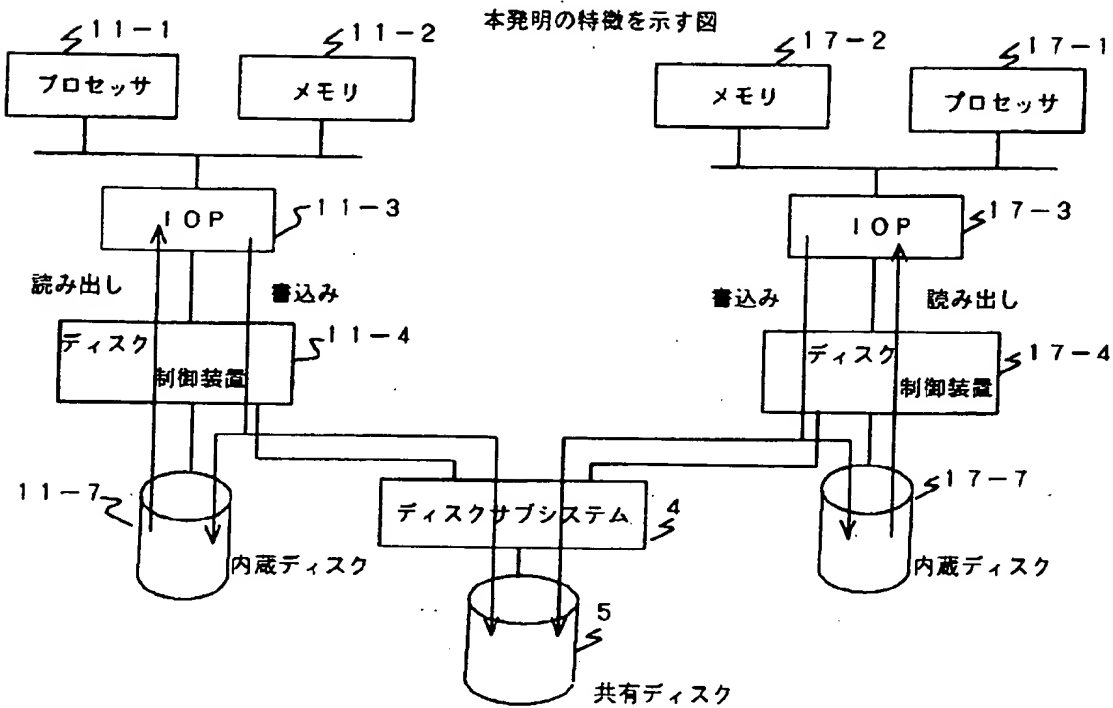 本発明の特徴を示す図
11-1
11-2
17-2
17-1
プロセッサ
メモリ
メモリ
プロセッサ
IOP
11-3
IOP
17-3
読み出し
書込み
書込み
読み出し
ディスク
制御装置
11-4
ディスク
制御装置
17-4
11-7
内蔵ディスク
ディスクサブシステム
4
17-7
内蔵ディスク
5
共有ディスク